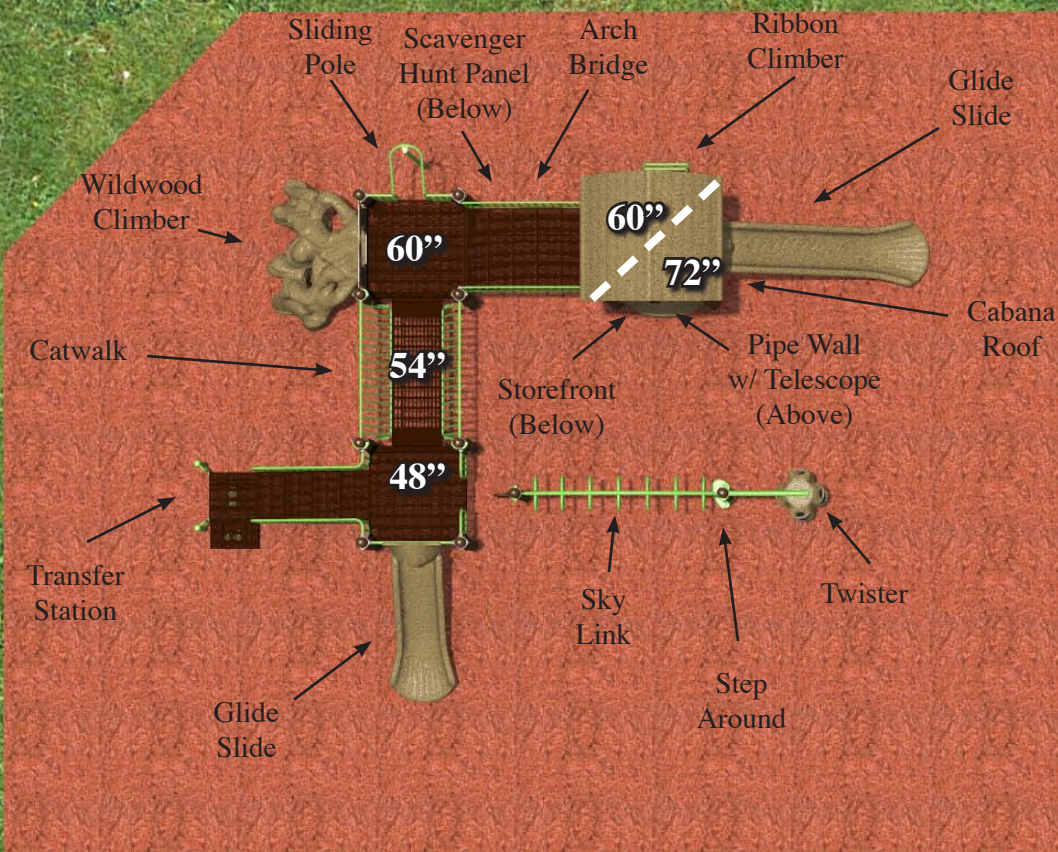 Sliding
Pole
Scavenger
Hunt Panel
(Below)
Arch
Bridge
Ribbon
Climber
Glide
Slide
Wildwood
Climber
60”
60”
72”
Cabana
Roof
Catwalk
54”
Storefront
(Below)
Pipe Wall
w/ Telescope
(Above)
48”
Transfer
Station
Sky
Link
Twister
Step
Around
Glide
Slide